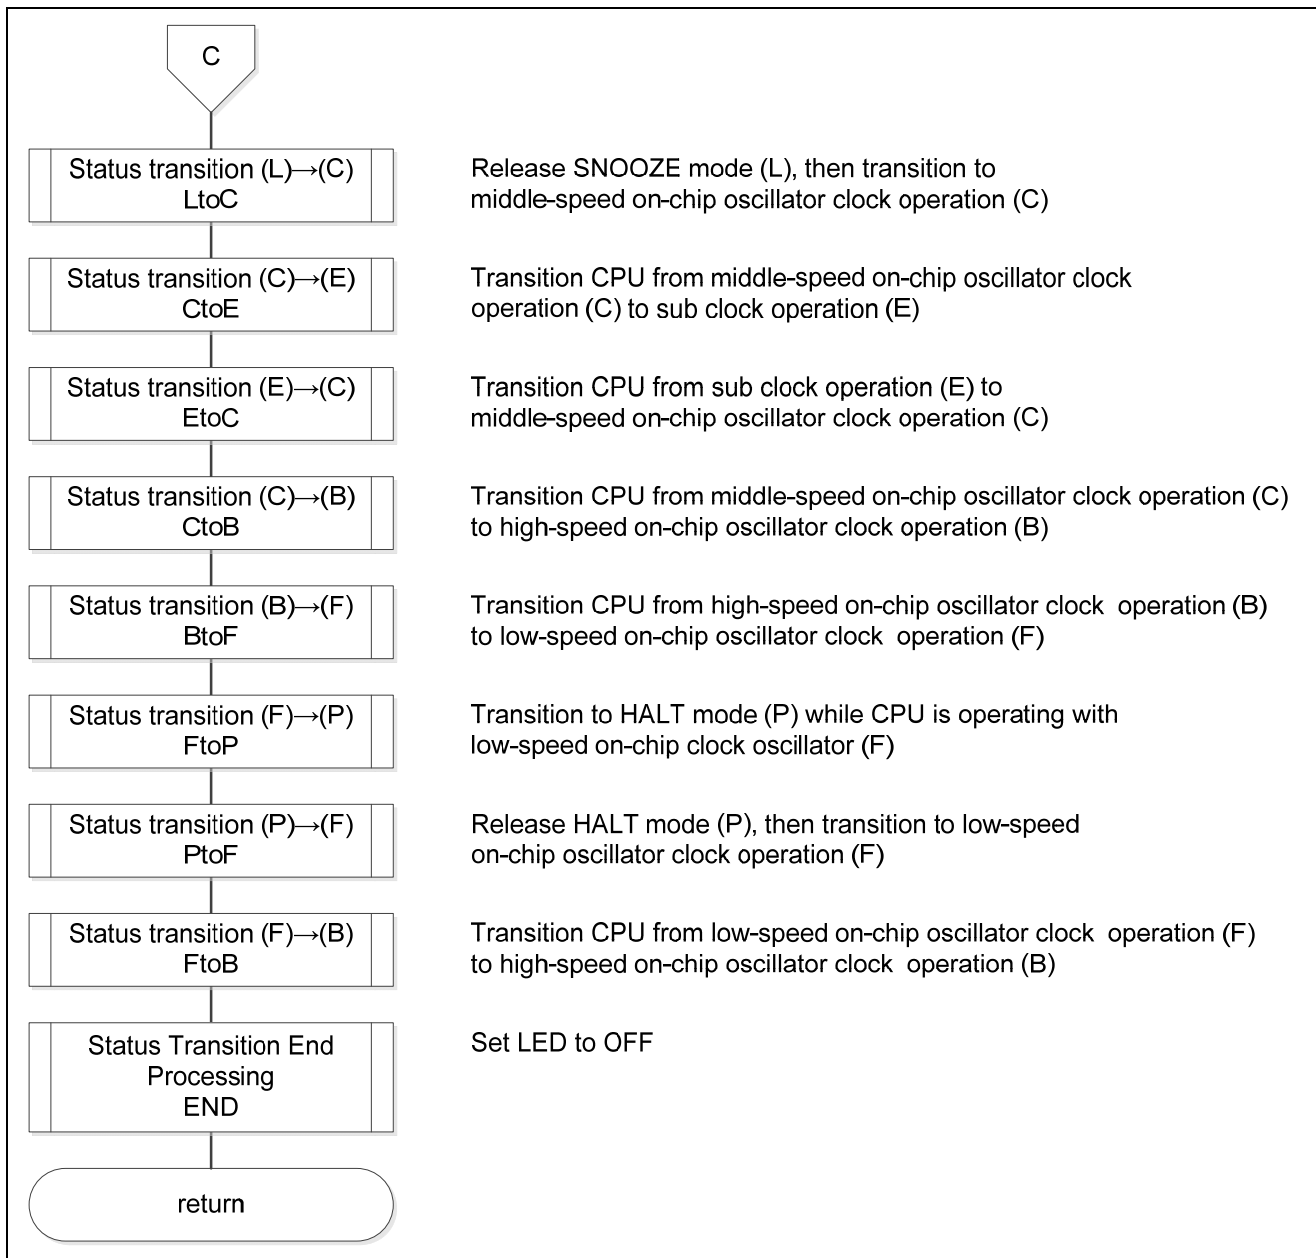 C
Status transition (L)→(C)
LtoC
Release SNOOZE mode (L), then transition to
middle-speed on-chip oscillator clock operation (C)
Status transition (C)→(E)
CtoE
Transition CPU from middle-speed on-chip oscillator clock
operation (C) to sub clock operation (E)
Status transition (E)→(C)
EtoC
Transition CPU from sub clock operation (E) to
middle-speed on-chip oscillator clock operation (C)
Status transition (C)→(B)
CtoB
Transition CPU from middle-speed on-chip oscillator clock operation (C)
to high-speed on-chip oscillator clock operation (B)
Status transition (B)→(F)
BtoF
Transition CPU from high-speed on-chip oscillator clock operation (B)
to low-speed on-chip oscillator clock operation (F)
Status transition (F)→(P)
FtoP
Transition to HALT mode (P) while CPU is operating with
low-speed on-chip clock oscillator (F)
Status transition (P)→(F)
PtoF
Release HALT mode (P), then transition to low-speed
on-chip oscillator clock operation (F)
Status transition (F)→(B)
FtoB
Transition CPU from low-speed on-chip oscillator clock operation (F)
to high-speed on-chip oscillator clock operation (B)
Status Transition End
Processing
END
Set LED to OFF
return